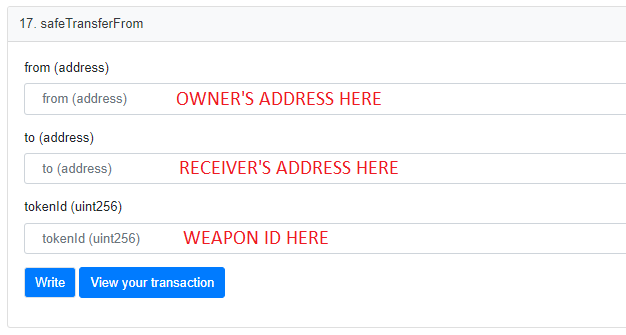 17. safeTransferFrom
from (address)
from (address) OWNER'S ADDRESS HERE
to (address)
to (address) RECEIVER'S ADDRESS HERE
tokenId (uint256)
tokenId (uint256) WEAPON ID HERE
Write View your transaction